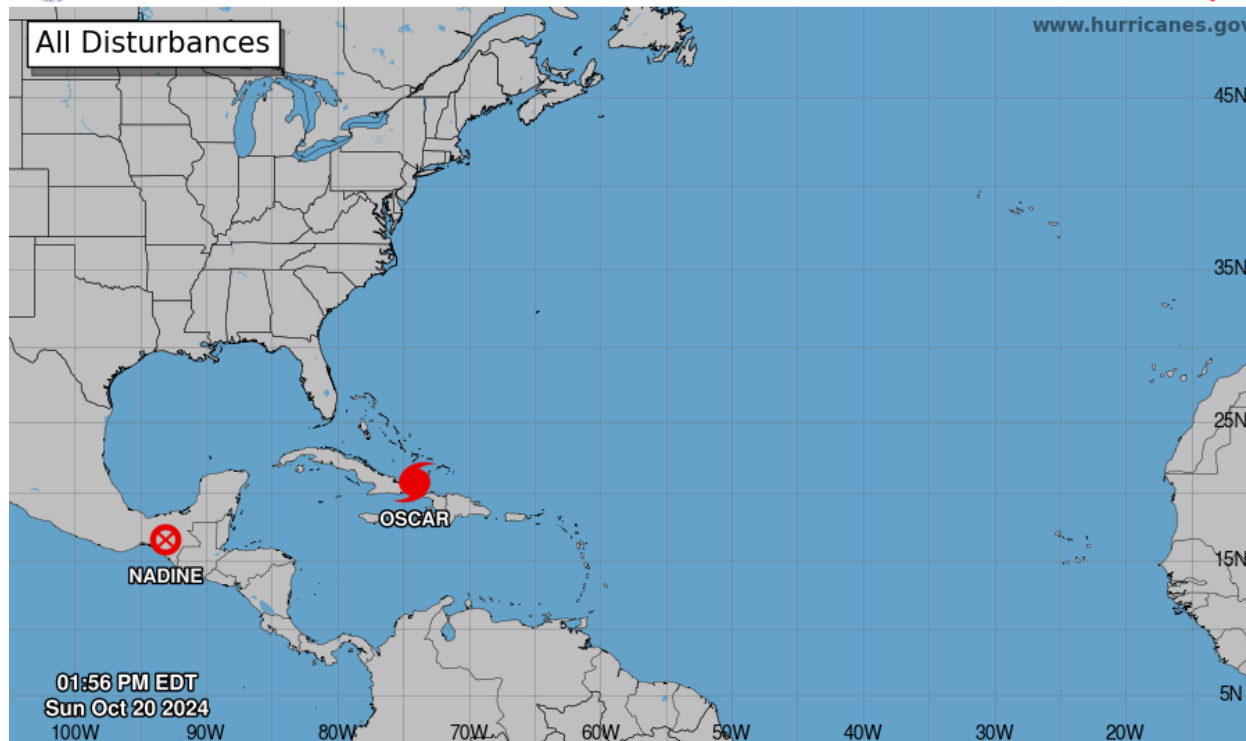 All Disturbances
www.hurricanes.gov
45N
35N
25N
OSCAR
NADINE
15N
01:56 PM EDT
Sun Oct 20 2024
5N
100W 90W 80W 70W 60W 50W 40W 30W 20W